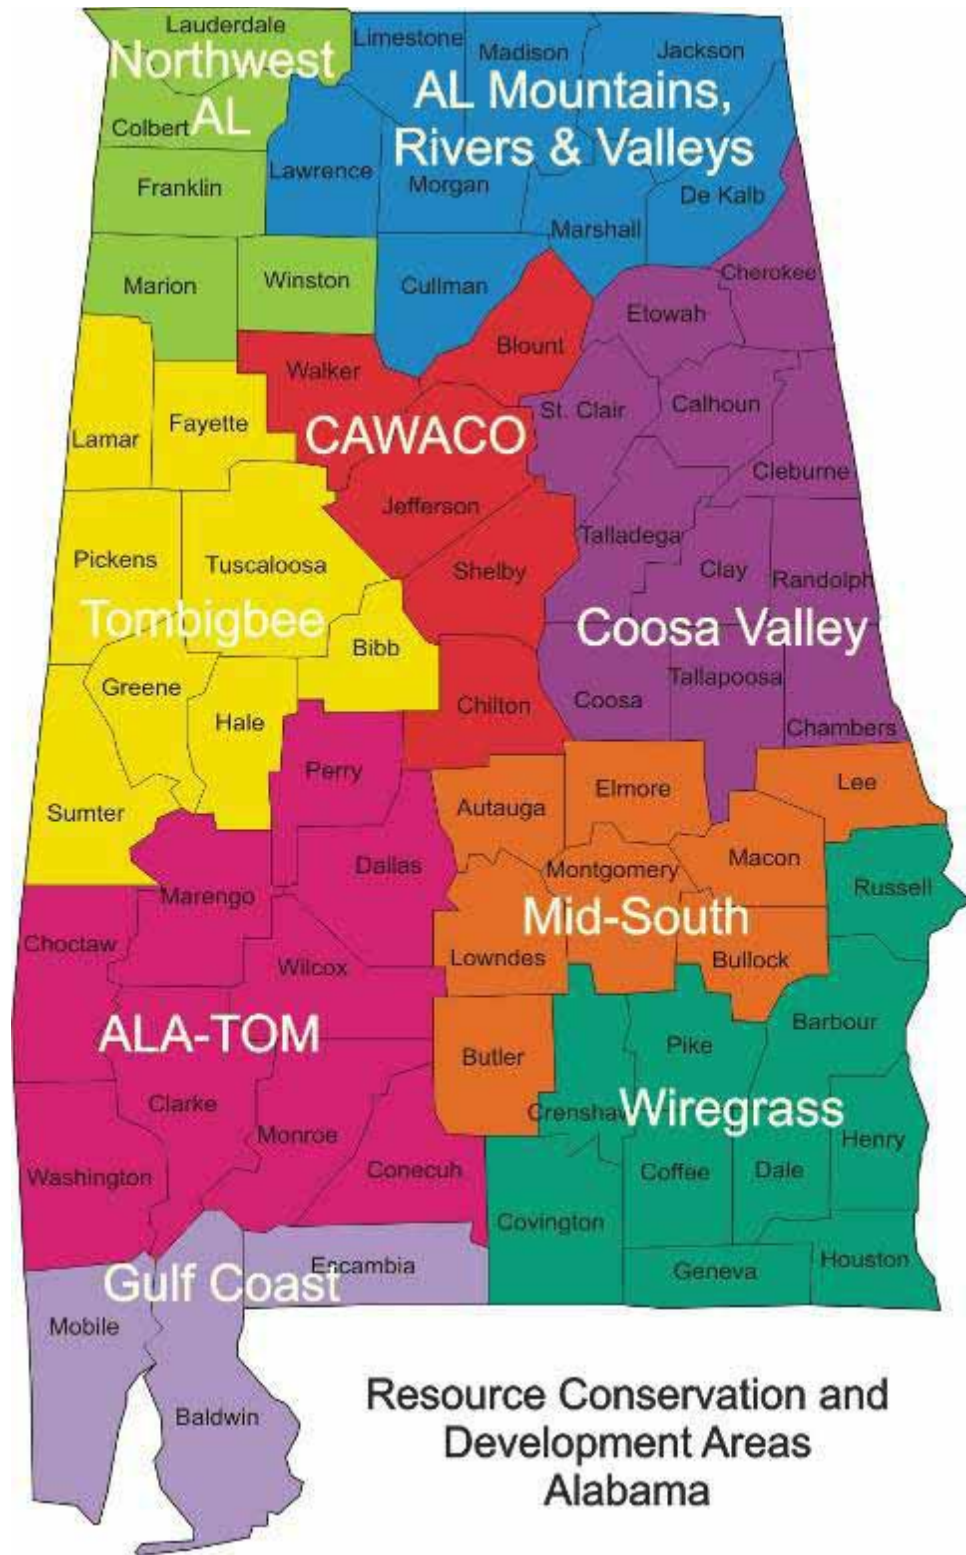 Lauderdale
Limestone
Madison
Jackson
Northwest
AL
AL Mountains,
Rivers & Valleys
Colbert
Lawrence
Morgan
Franklin
De Kalb
Marshall
Marion
Winston
Cullman
Cherokee
Etowah
Blount
Walker
St. Clair
Calhoun
Lamar
Fayette
CAWACO
Cleburne
Jefferson
Talladega
Pickens
Tuscaloosa
Shelby
Clay
Randolph
Tombigbee
Coosa Valley
Bibb
Greene
Hale
Chilton
Coosa
Tallapoosa
Chambers
Perry
Sumter
Autauga
Elmore
Lee
Dallas
Montgomery
Macon
Marengo
Russell
Mid-South
Choctaw
Wilcox
Lowndes
Bullock
ALA-TOM
Butler
Pike
Barbour
Clarke
Crenshaw
Wiregrass
Monroe
Henry
Washington
Conecuh
Coffee
Dale
Covington
Escambia
Geneva
Houston
Gulf Coast
Mobile
Baldwin
Resource Conservation and
Development Areas
Alabama